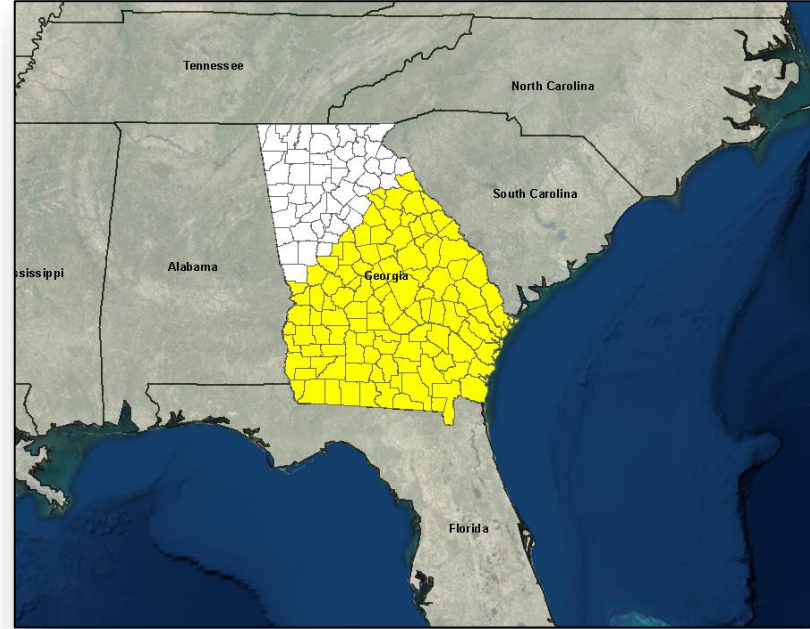 Tennessee
North Carolina
South Carolina
ssissippi
Alabama
Georgia
Florida